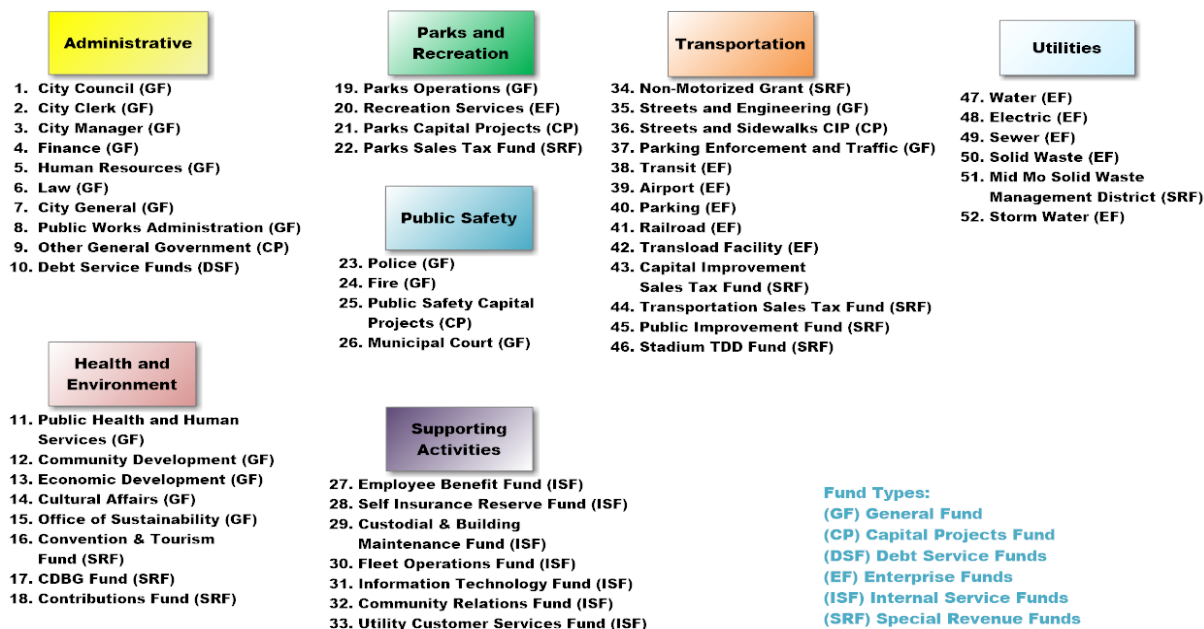 Administrative
1. City Council (GF)
2. City Clerk (GF)
3. City Manager (GF)
4. Finance (GF)
5. Human Resources (GF)
6. Law (GF)
7. City General (GF)
8. Public Works Administration (GF)
9. Other General Government (CP)
10. Debt Service Funds (DSF)
Health and
Environment
11. Public Health and Human
Services (GF)
12. Community Development (GF)
13. Economic Development (GF)
14. Cultural Affairs (GF)
15. Office of Sustainability (GF)
16. Convention & Tourism
Fund (SRF)
17. CDBG Fund (SRF)
18. Contributions Fund (SRF)
Parks and
Recreation
19. Parks Operations (GF)
20. Recreation Services (EF)
21. Parks Capital Projects (CP)
22. Parks Sales Tax Fund (SRF)
Public Safety
23. Police (GF)
24. Fire (GF)
25. Public Safety Capital
Projects (CP)
26. Municipal Court (GF)
Supporting
Activities
27. Employee Benefit Fund (ISF)
28. Self Insurance Reserve Fund (ISF)
29. Custodial & Building
Maintenance Fund (ISF)
30. Fleet Operations Fund (ISF)
31. Information Technology Fund (ISF)
32. Community Relations Fund (ISF)
33. Utility Customer Services Fund (ISF)
Transportation
34. Non-Motorized Grant (SRF)
35. Streets and Engineering (GF)
36. Streets and Sidewalks CIP (CP)
37. Parking Enforcement and Traffic (GF)
38. Transit (EF)
39. Airport (EF)
40. Parking (EF)
41. Railroad (EF)
42. Transload Facility (EF)
43. Capital Improvement
Sales Tax Fund (SRF)
44. Transportation Sales Tax Fund (SRF)
45. Public Improvement Fund (SRF)
46. Stadium TDD Fund (SRF)
Utilities
47. Water (EF)
48. Electric (EF)
49. Sewer (EF)
50. Solid Waste (EF)
51. Mid Mo Solid Waste
Management District (SRF)
52. Storm Water (EF)
Fund Types:
(GF) General Fund
(CP) Capital Projects Fund
(DSF) Debt Service Funds
(EF) Enterprise Funds
(ISF) Internal Service Funds
(SRF) Special Revenue Funds